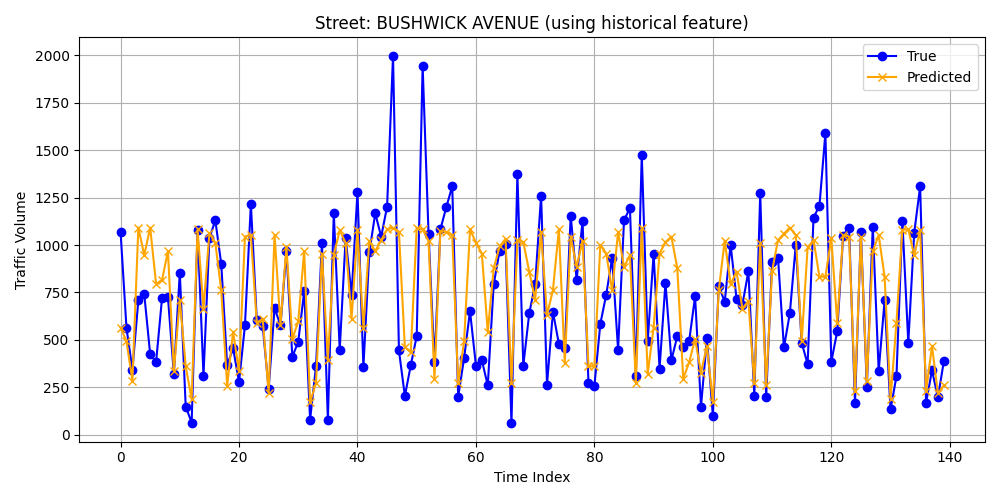 Street: BUSHWICK AVENUE (using historical feature)
True
Predicted
Traffic Volume
2000
1750
1500
1250
1000
750
500
250
0
0 20 40 60 80 100 120 140
Time Index